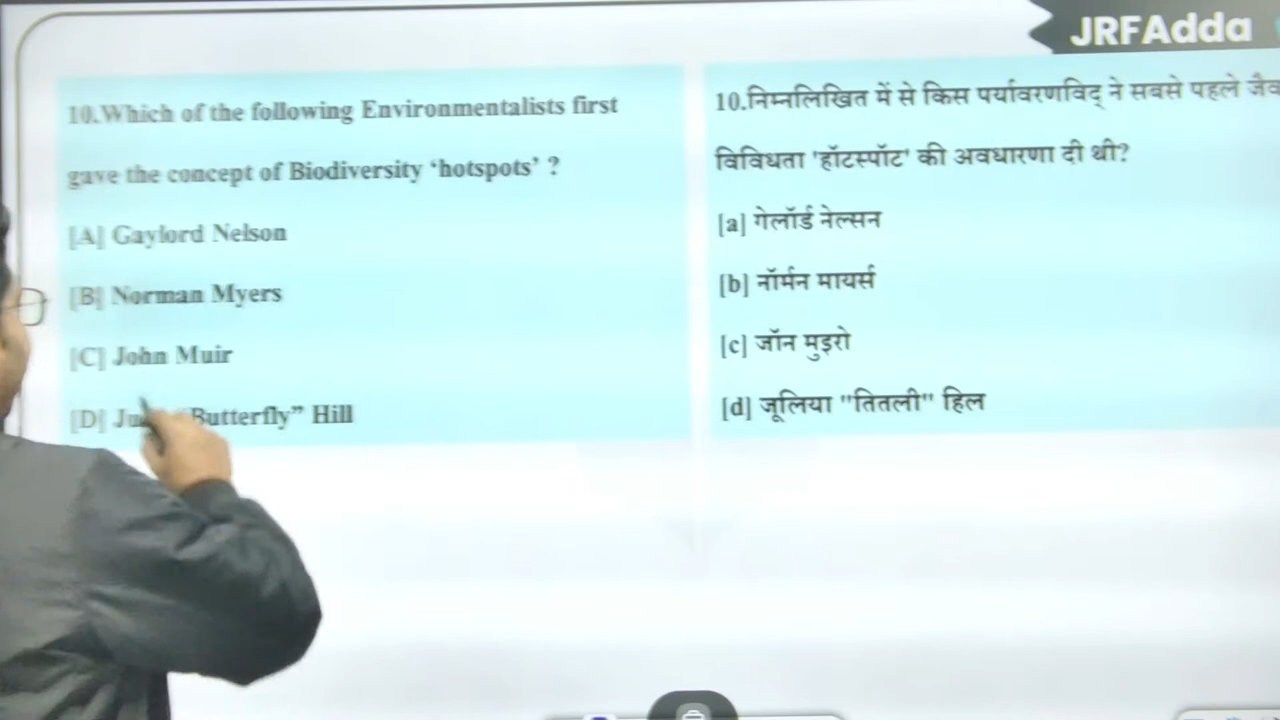 JRFAdda
10.Which of the following Environmentalists first
gave the concept of Biodiversity ‘hotspots’ ?
[A] Gaylord Nelson
[B] Norman Myers
[C] John Muir
[D] “Butterfly” Hill
10.निम्नलिखित में से किस पर्यावरणविद् ने सबसे पहले
विविधता 'हॉटस्पॉट' की अवधारणा दी थी?
[a] गेलॉर्ड नेल्सन
[b] नॉर्मन मायर्स
[c] जॉन मुइरो
[d] जूलिया "तितली" हिल